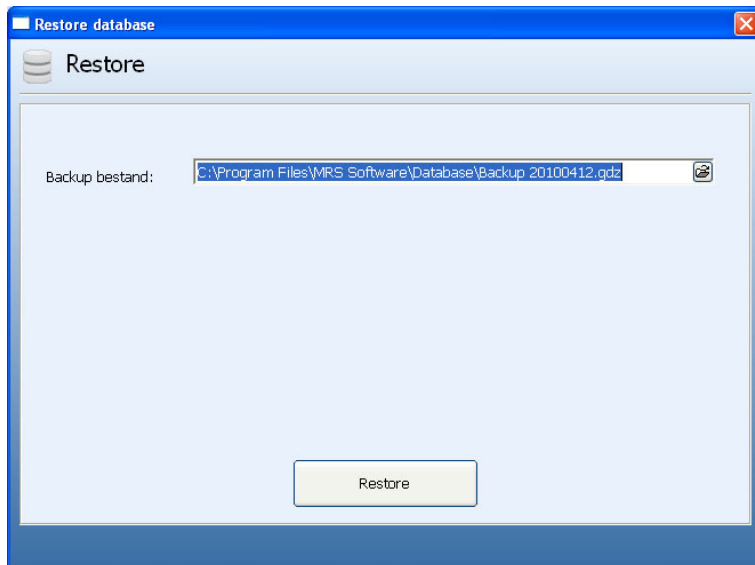 Restore database
Restore
Backup bestand: C:\Program Files\MRS Software\Database\Backup 20100412.gdz
Restore